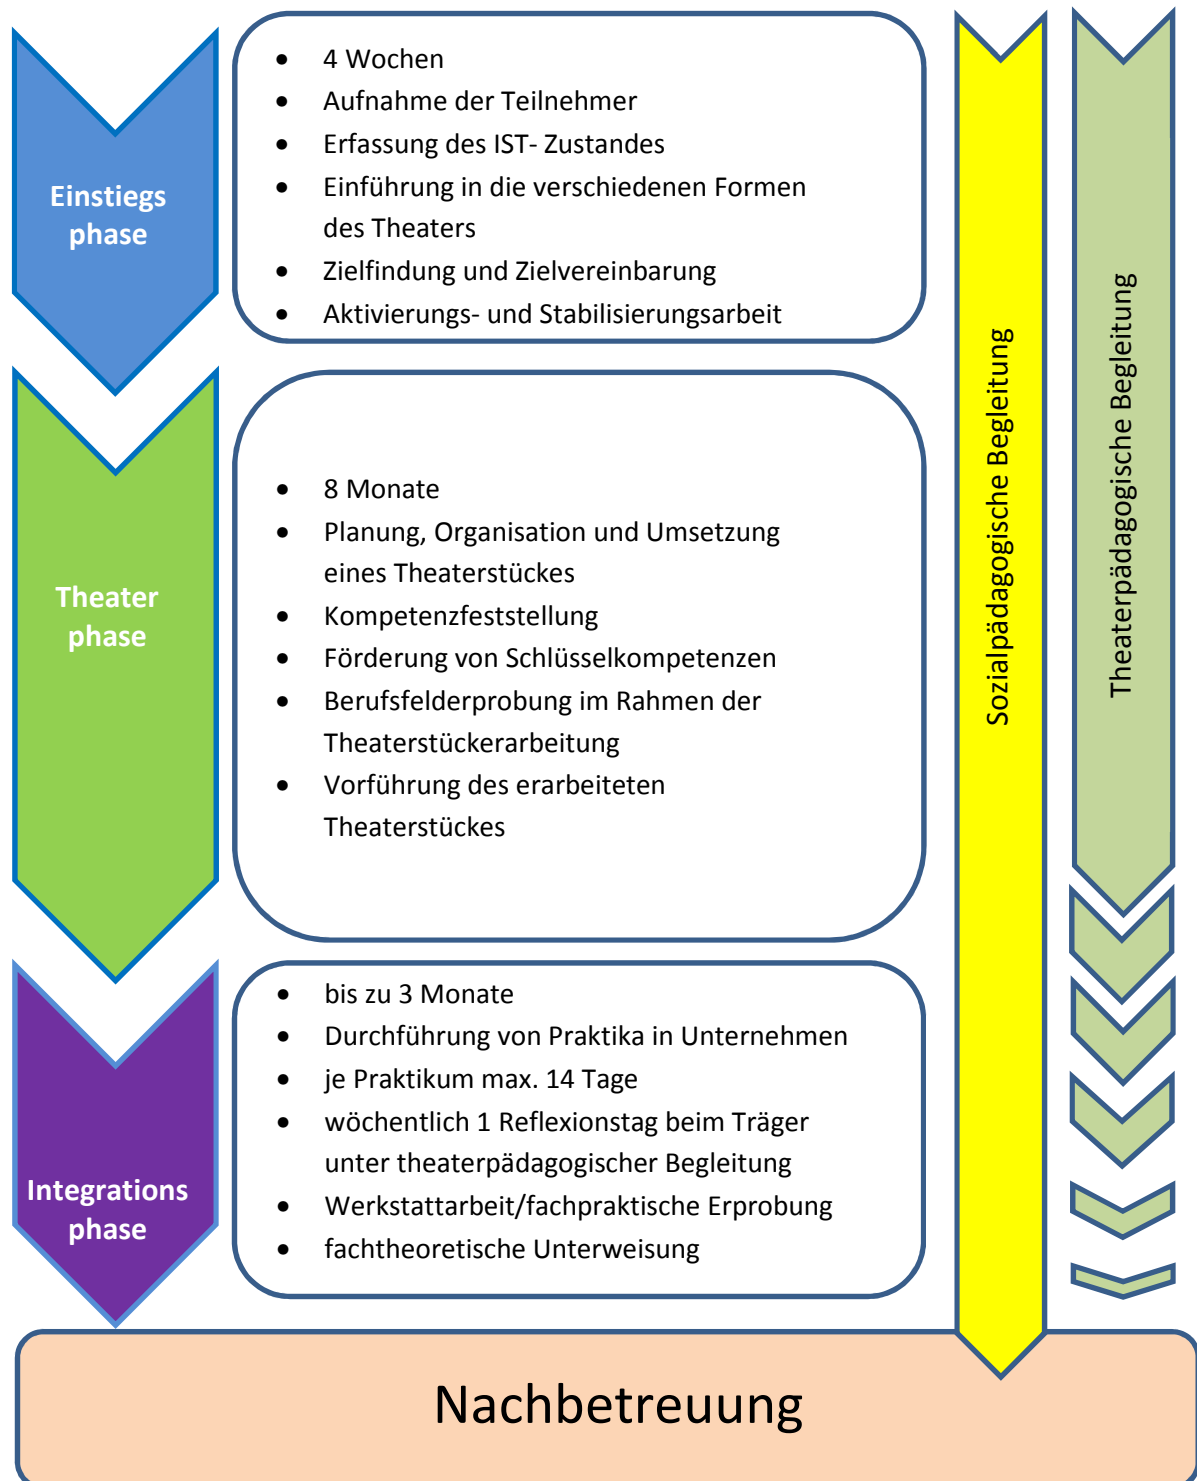 Einstiegs
phase
• 4 Wochen
• Aufnahme der Teilnehmer
• Erfassung des IST- Zustandes
• Einführung in die verschiedenen Formen
des Theaters
• Zielfindung und Zielvereinbarung
• Aktivierungs- und Stabilisierungsarbeit
Theater
phase
• 8 Monate
• Planung, Organisation und Umsetzung
eines Theaterstückes
• Kompetenzfeststellung
• Förderung von Schlüsselkompetenzen
• Berufsfelderprobung im Rahmen der
Theaterstückerarbeitung
• Vorführung des erarbeiteten
Theaterstückes
Integrations
phase
• bis zu 3 Monate
• Durchführung von Praktika in Unternehmen
• je Praktikum max. 14 Tage
• wöchentlich 1 Reflexionstag beim Träger
unter theaterpädagogischer Begleitung
• Werkstattarbeit/fachpraktische Erprobung
• fachtheoretische Unterweisung
Sozialpädagogische Begleitung
Theaterpädagogische Begleitung
Nachbetreuung